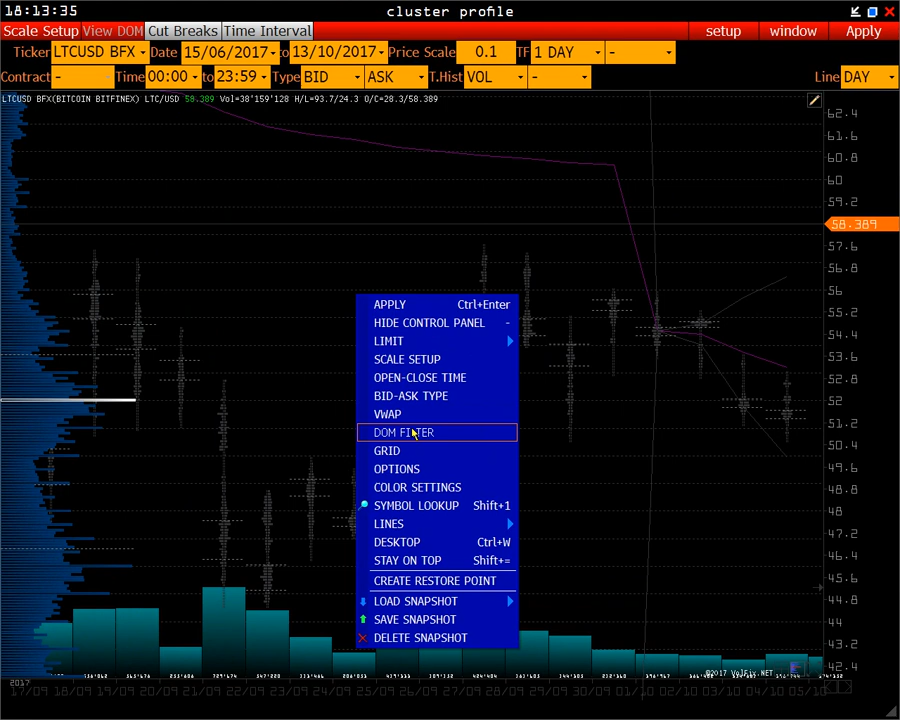 18:13:35 cluster profile
Scale Setup View DOM Cut Breaks Time Interval setup window Apply
Ticker LTCUSD BFX Date 15/06/2017 to 13/10/2017 Price Scale 0.1 TF 1 DAY -
Contract - Time 00:00 to 23:59 Type BID ASK T.Hist VOL - Line DAY
LTCUSD BFX(BITCOIN BITFINEX) LTC/USD 58.389 Vol=38'159'128 H/L=93.7/24.3 O/C=28.3/58.389
62.4
61.6
60.8
60
59.2
58.389
57.6
56.8
56
55.2
54.4
53.6
52.8
52
51.2
50.4
49.6
48.8
48
47.2
46.4
45.6
44.8
44
43.2
42.4
APPLY Ctrl+Enter
HIDE CONTROL PANEL -
LIMIT
SCALE SETUP
OPEN-CLOSE TIME
BID-ASK TYPE
VWAP
DOM FILTER
GRID
OPTIONS
COLOR SETTINGS
SYMBOL LOOKUP Shift+1
LINES
DESKTOP Ctrl+W
STAY ON TOP Shift+=
CREATE RESTORE POINT
LOAD SNAPSHOT
SAVE SNAPSHOT
DELETE SNAPSHOT
©2017 VolFix.NET
2017
17/09 18/09 19/09 20/09 21/09 22/09 23/09 24/09 25/09 26/09 27/09 28/09 29/09 30/09 01/10 02/10 03/10 04/10 05/10